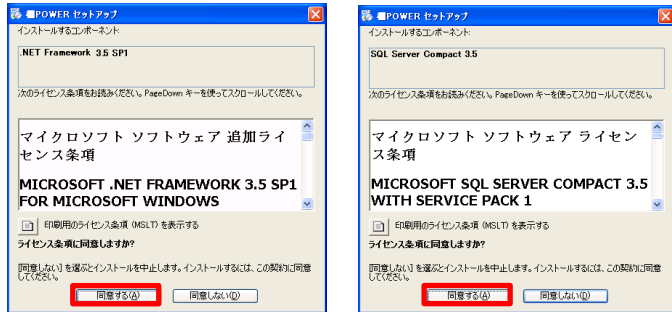 POWER セットアップ
インストールするコンポーネント:
.NET Framework 3.5 SP1
次のライセンス条項をお読みください。PageDown キーを使ってスクロールしてください。
マイクロソフト ソフトウェア 追加ライ
センス条項
MICROSOFT .NET FRAMEWORK 3.5 SP1
FOR MICROSOFT WINDOWS
印刷用のライセンス条項 (MSLT) を表示する
ライセンス条項に同意しますか?
[同意しない] を選ぶとインストールを中止します。インストールするには、この契約に同意
してください。
同意する(A)
同意しない(D)
POWER セットアップ
インストールするコンポーネント:
SQL Server Compact 3.5
次のライセンス条項をお読みください。PageDown キーを使ってスクロールしてください。
マイクロソフト ソフトウェア ライセン
ス条項
MICROSOFT SQL SERVER COMPACT 3.5
WITH SERVICE PACK 1
印刷用のライセンス条項 (MSLT) を表示する
ライセンス条項に同意しますか?
[同意しない] を選ぶとインストールを中止します。インストールするには、この契約に同意
してください。
同意する(A)
同意しない(D)